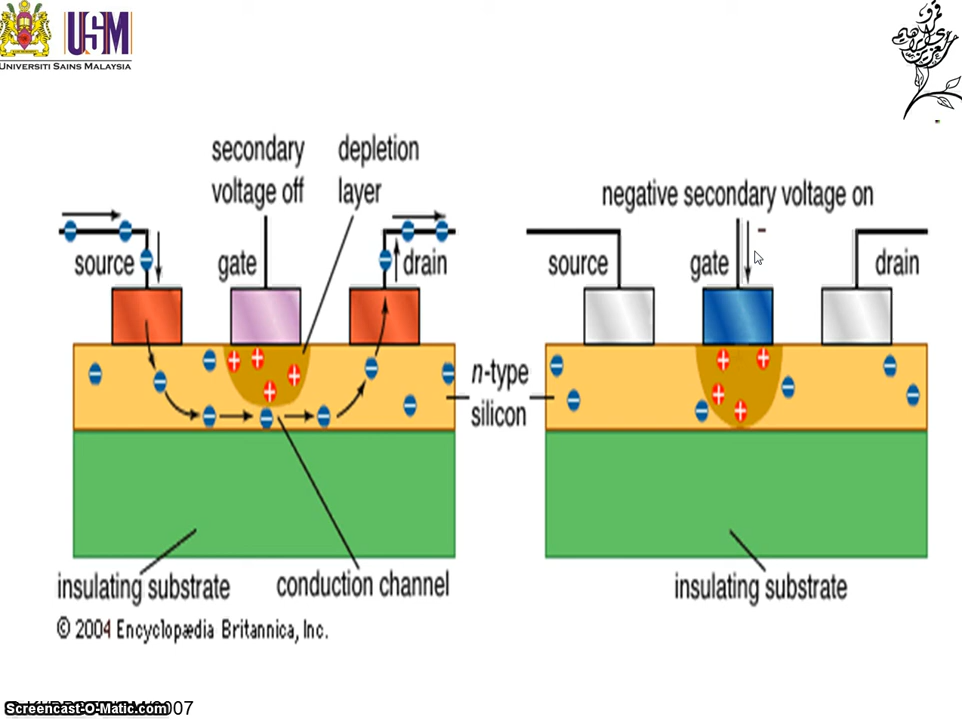 USM
UNIVERSITI SAINS MALAYSIA
secondary
voltage off
depletion
layer
negative secondary voltage on
source
gate
drain
source
gate
drain
n-type
silicon
insulating substrate
conduction channel
insulating substrate
© 2004 Encyclopædia Britannica, Inc.
Screencast-O-Matic.com
2007